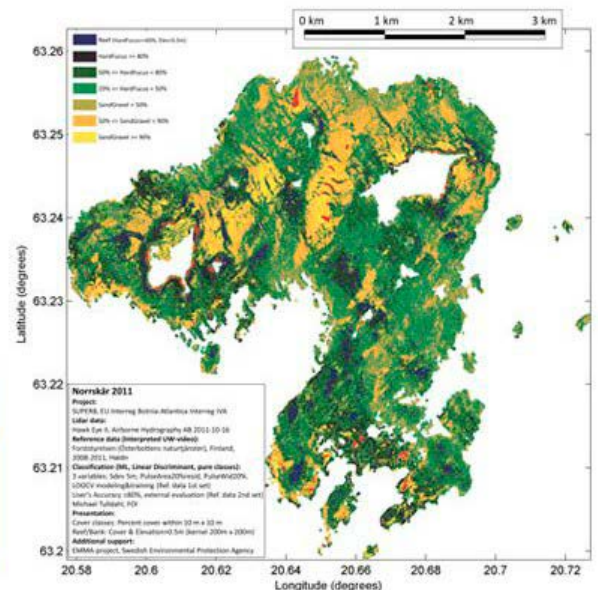 0 km 1 km 2 km 3 km
63.26
63.25
63.24
63.23
63.22
63.21
63.2
Latitude (degrees)
HardFocus >= 80%
50% <= HardFocus < 80%
20% <= HardFocus < 50%
SandGravel < 50%
50% <= SandGravel < 90%
SandGravel >= 90%
Norrskär 2011
Project:
SUPERB, EU Interreg Botnia-Atlantica Interreg IVA
Lidar data:
Hawk Eye II, Airborne Hydrography AB 2011-10-16
Reference data (Interpreted UW-video):
Forststyrelsen (Österbottens naturtjänster), Finland,
2008-2011,
Classification (ML, Linear Discriminant, pure classes):
3 variables: Sdev 5m,
LOOCV modeling&training (Ref. data 1st set)
User's Accuracy >80%, external evaluation (Ref. data 2nd set)
Michael Tulldahl, FOI
Presentation:
Cover classes: Percent cover within 10 m x 10 m
Reef/Bank: Cover & Elevation>0.5m (kernel 200m x 200m)
Additional support:
EMMA project, Swedish Environmental Protection Agency
20.58 20.6 20.62 20.64 20.66 20.68 20.7 20.72
Longitude (degrees)